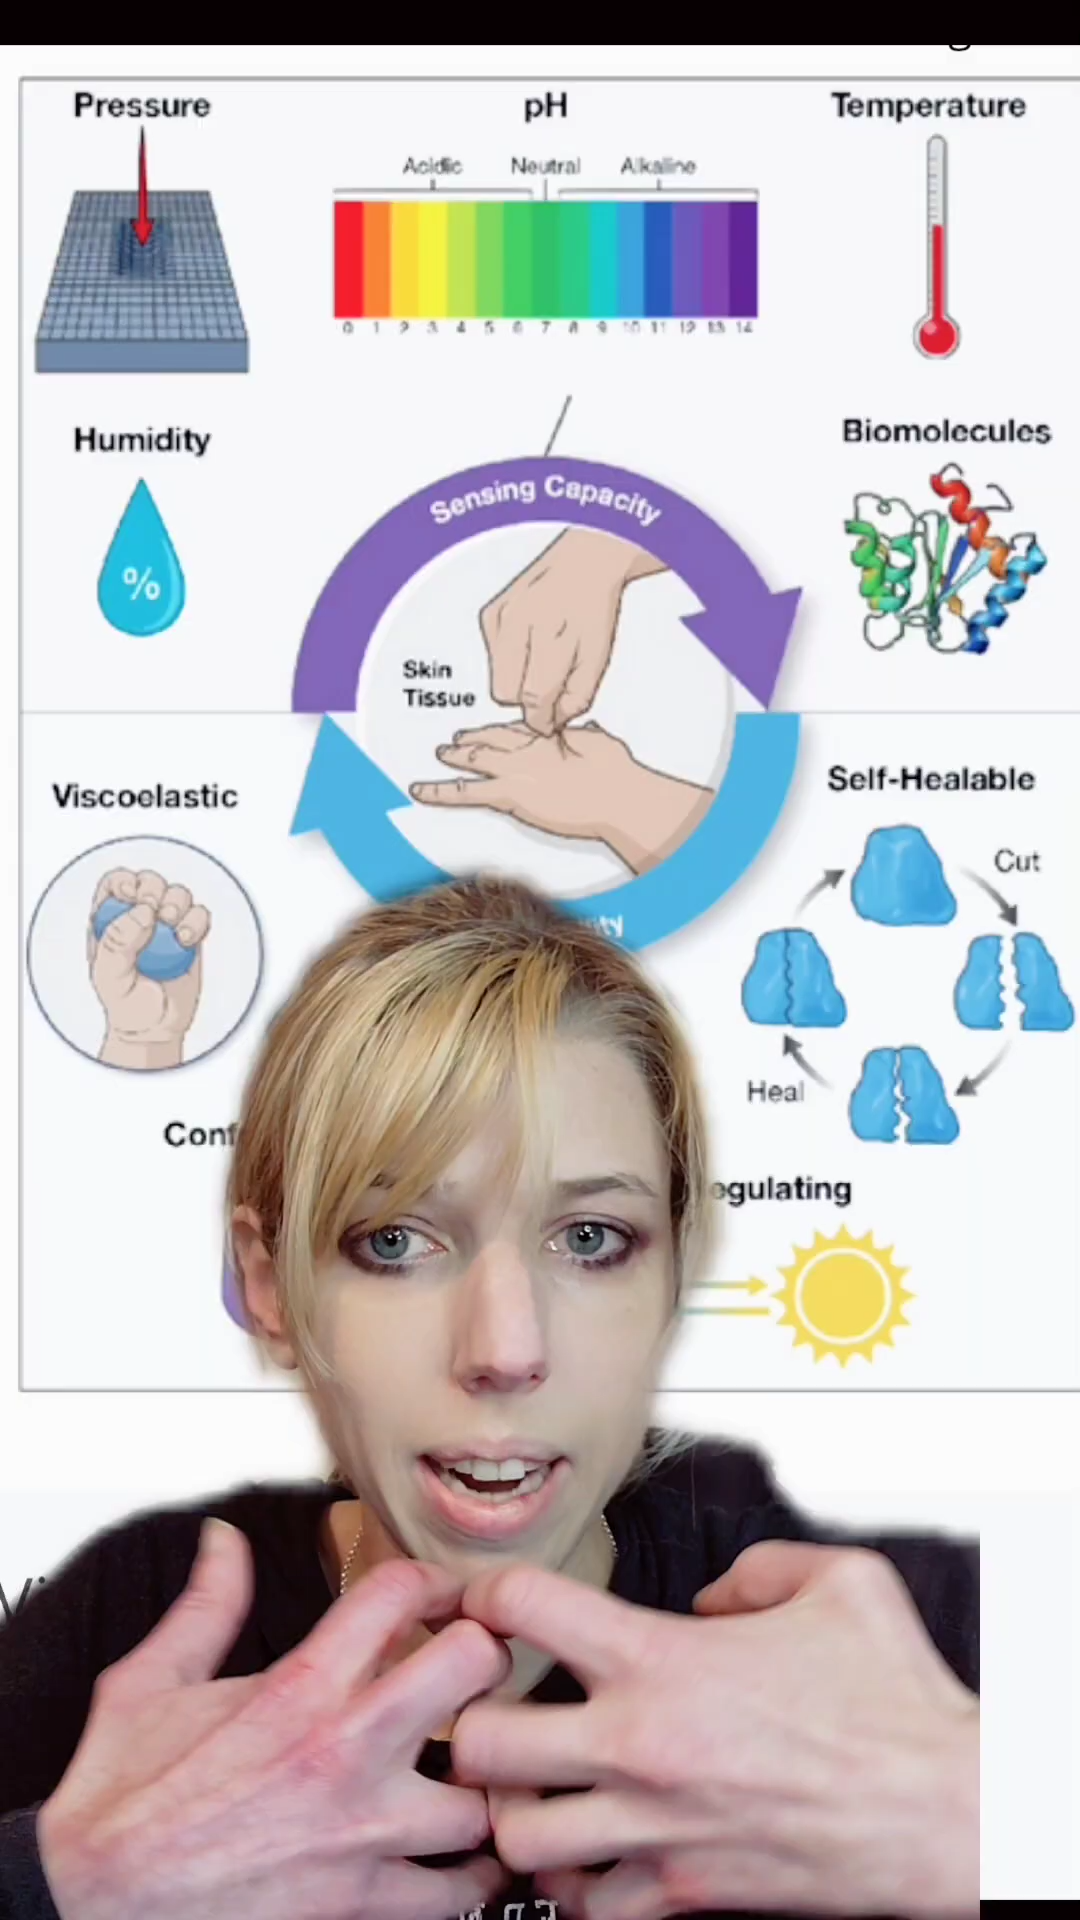 Pressure
pH
Temperature
Acidic
Neutral
Alkaline
0 1 2 3 4 5 6 7 8 9 10 11 12 13 14
Humidity
Biomolecules
%
Sensing Capacity
Skin
Tissue
Viscoelastic
Self-Healable
Cut
Heal
Conf
egulating